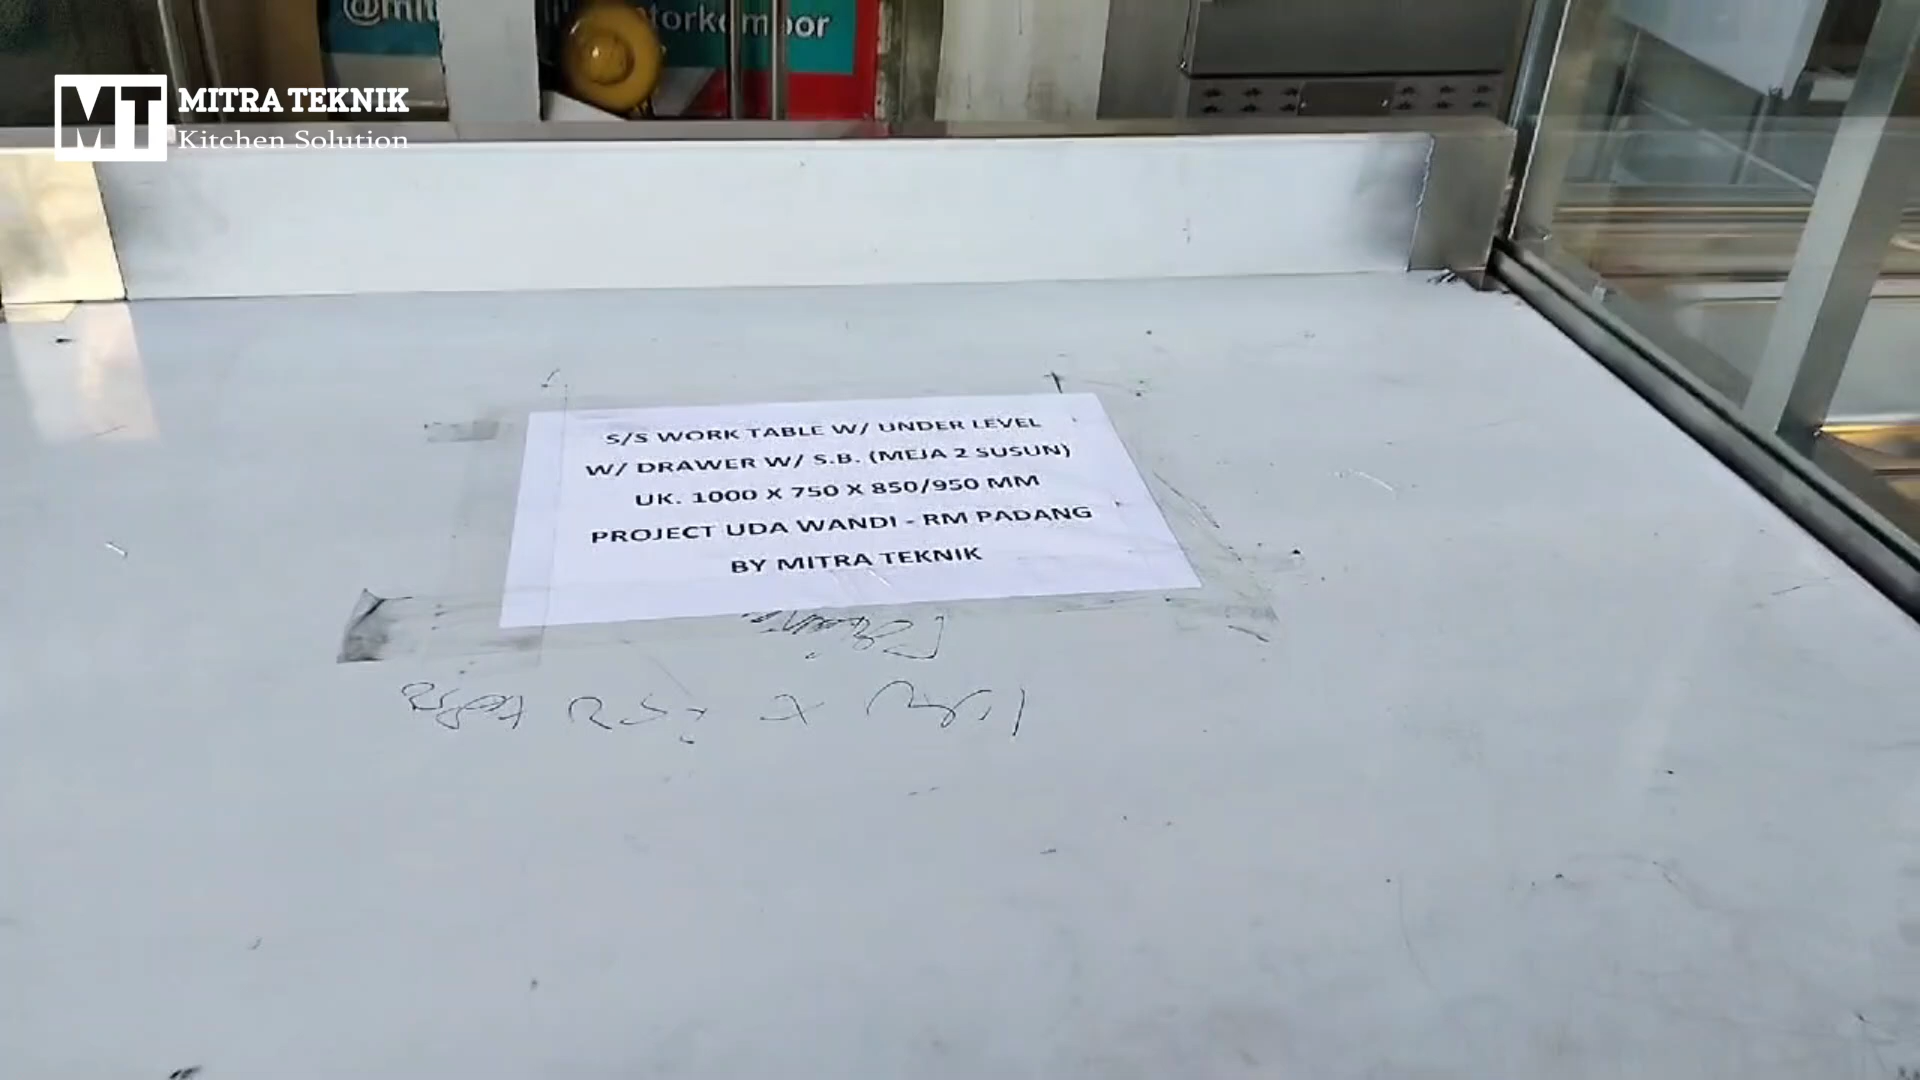 MT MITRA TEKNIK
Kitchen Solution
S/S WORK TABLE W/ UNDER LEVEL
W/ DRAWER W/ S.B. (MEJA 2 SUSUN)
UK. 1000 X 750 X 850/950 MM
PROJECT UDA WANDI - RM PADANG
BY MITRA TEKNIK